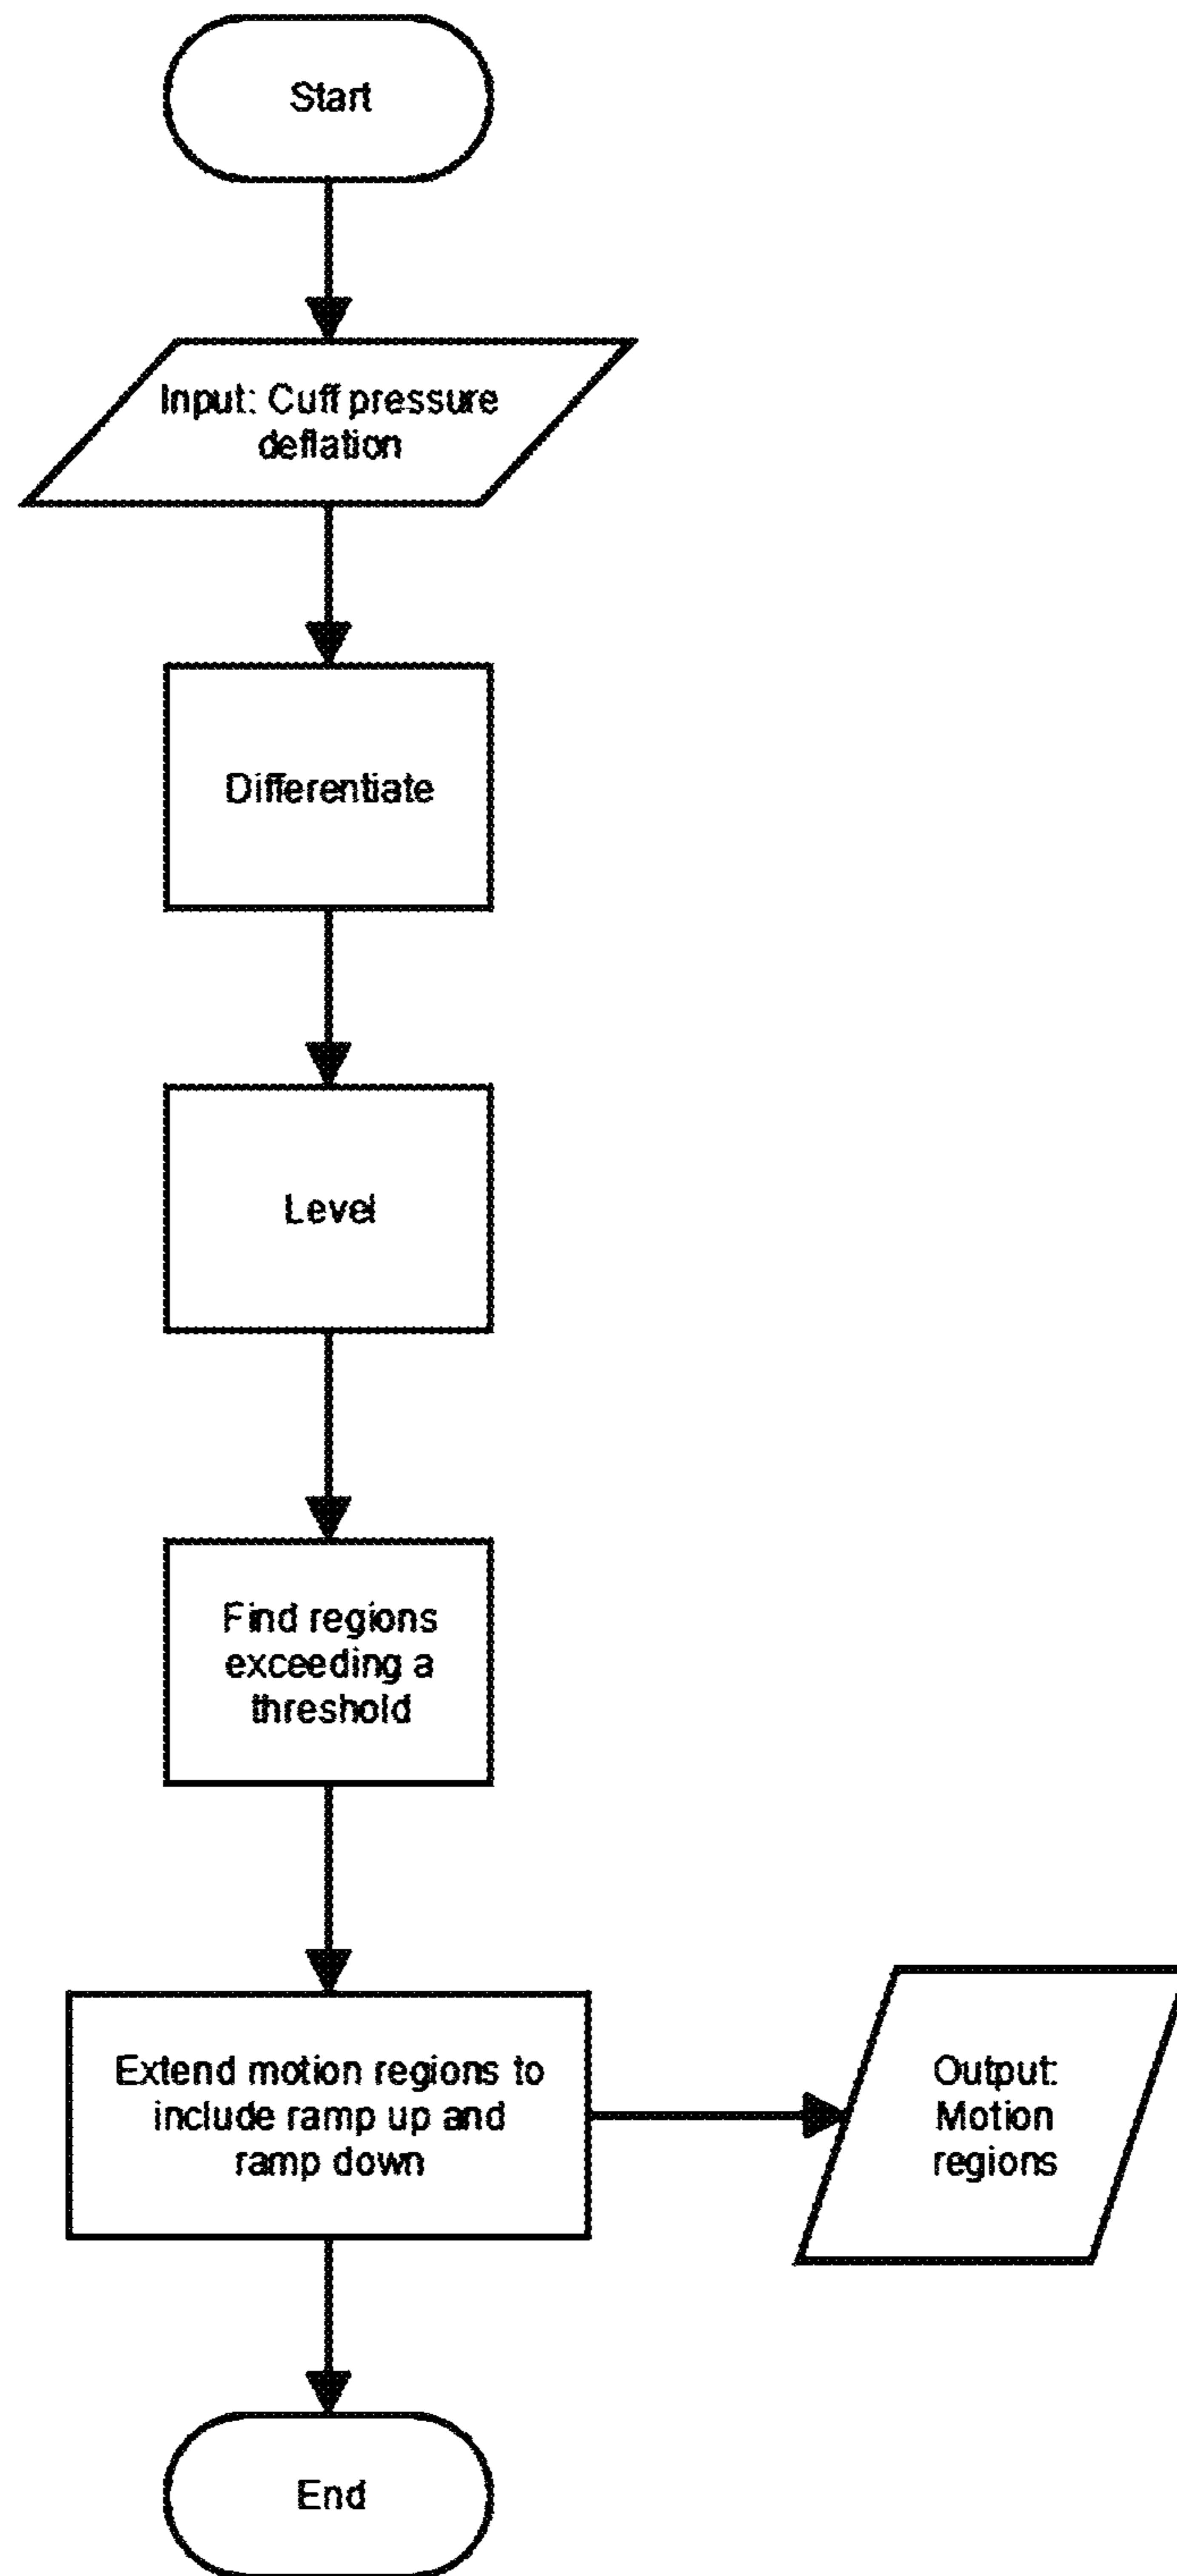 Start
Input: Cuff pressure
deflation
Differentiate
Level
Find regions
exceeding a
threshold
Extend motion regions to
include ramp up and
ramp down
Output:
Motion
regions
End